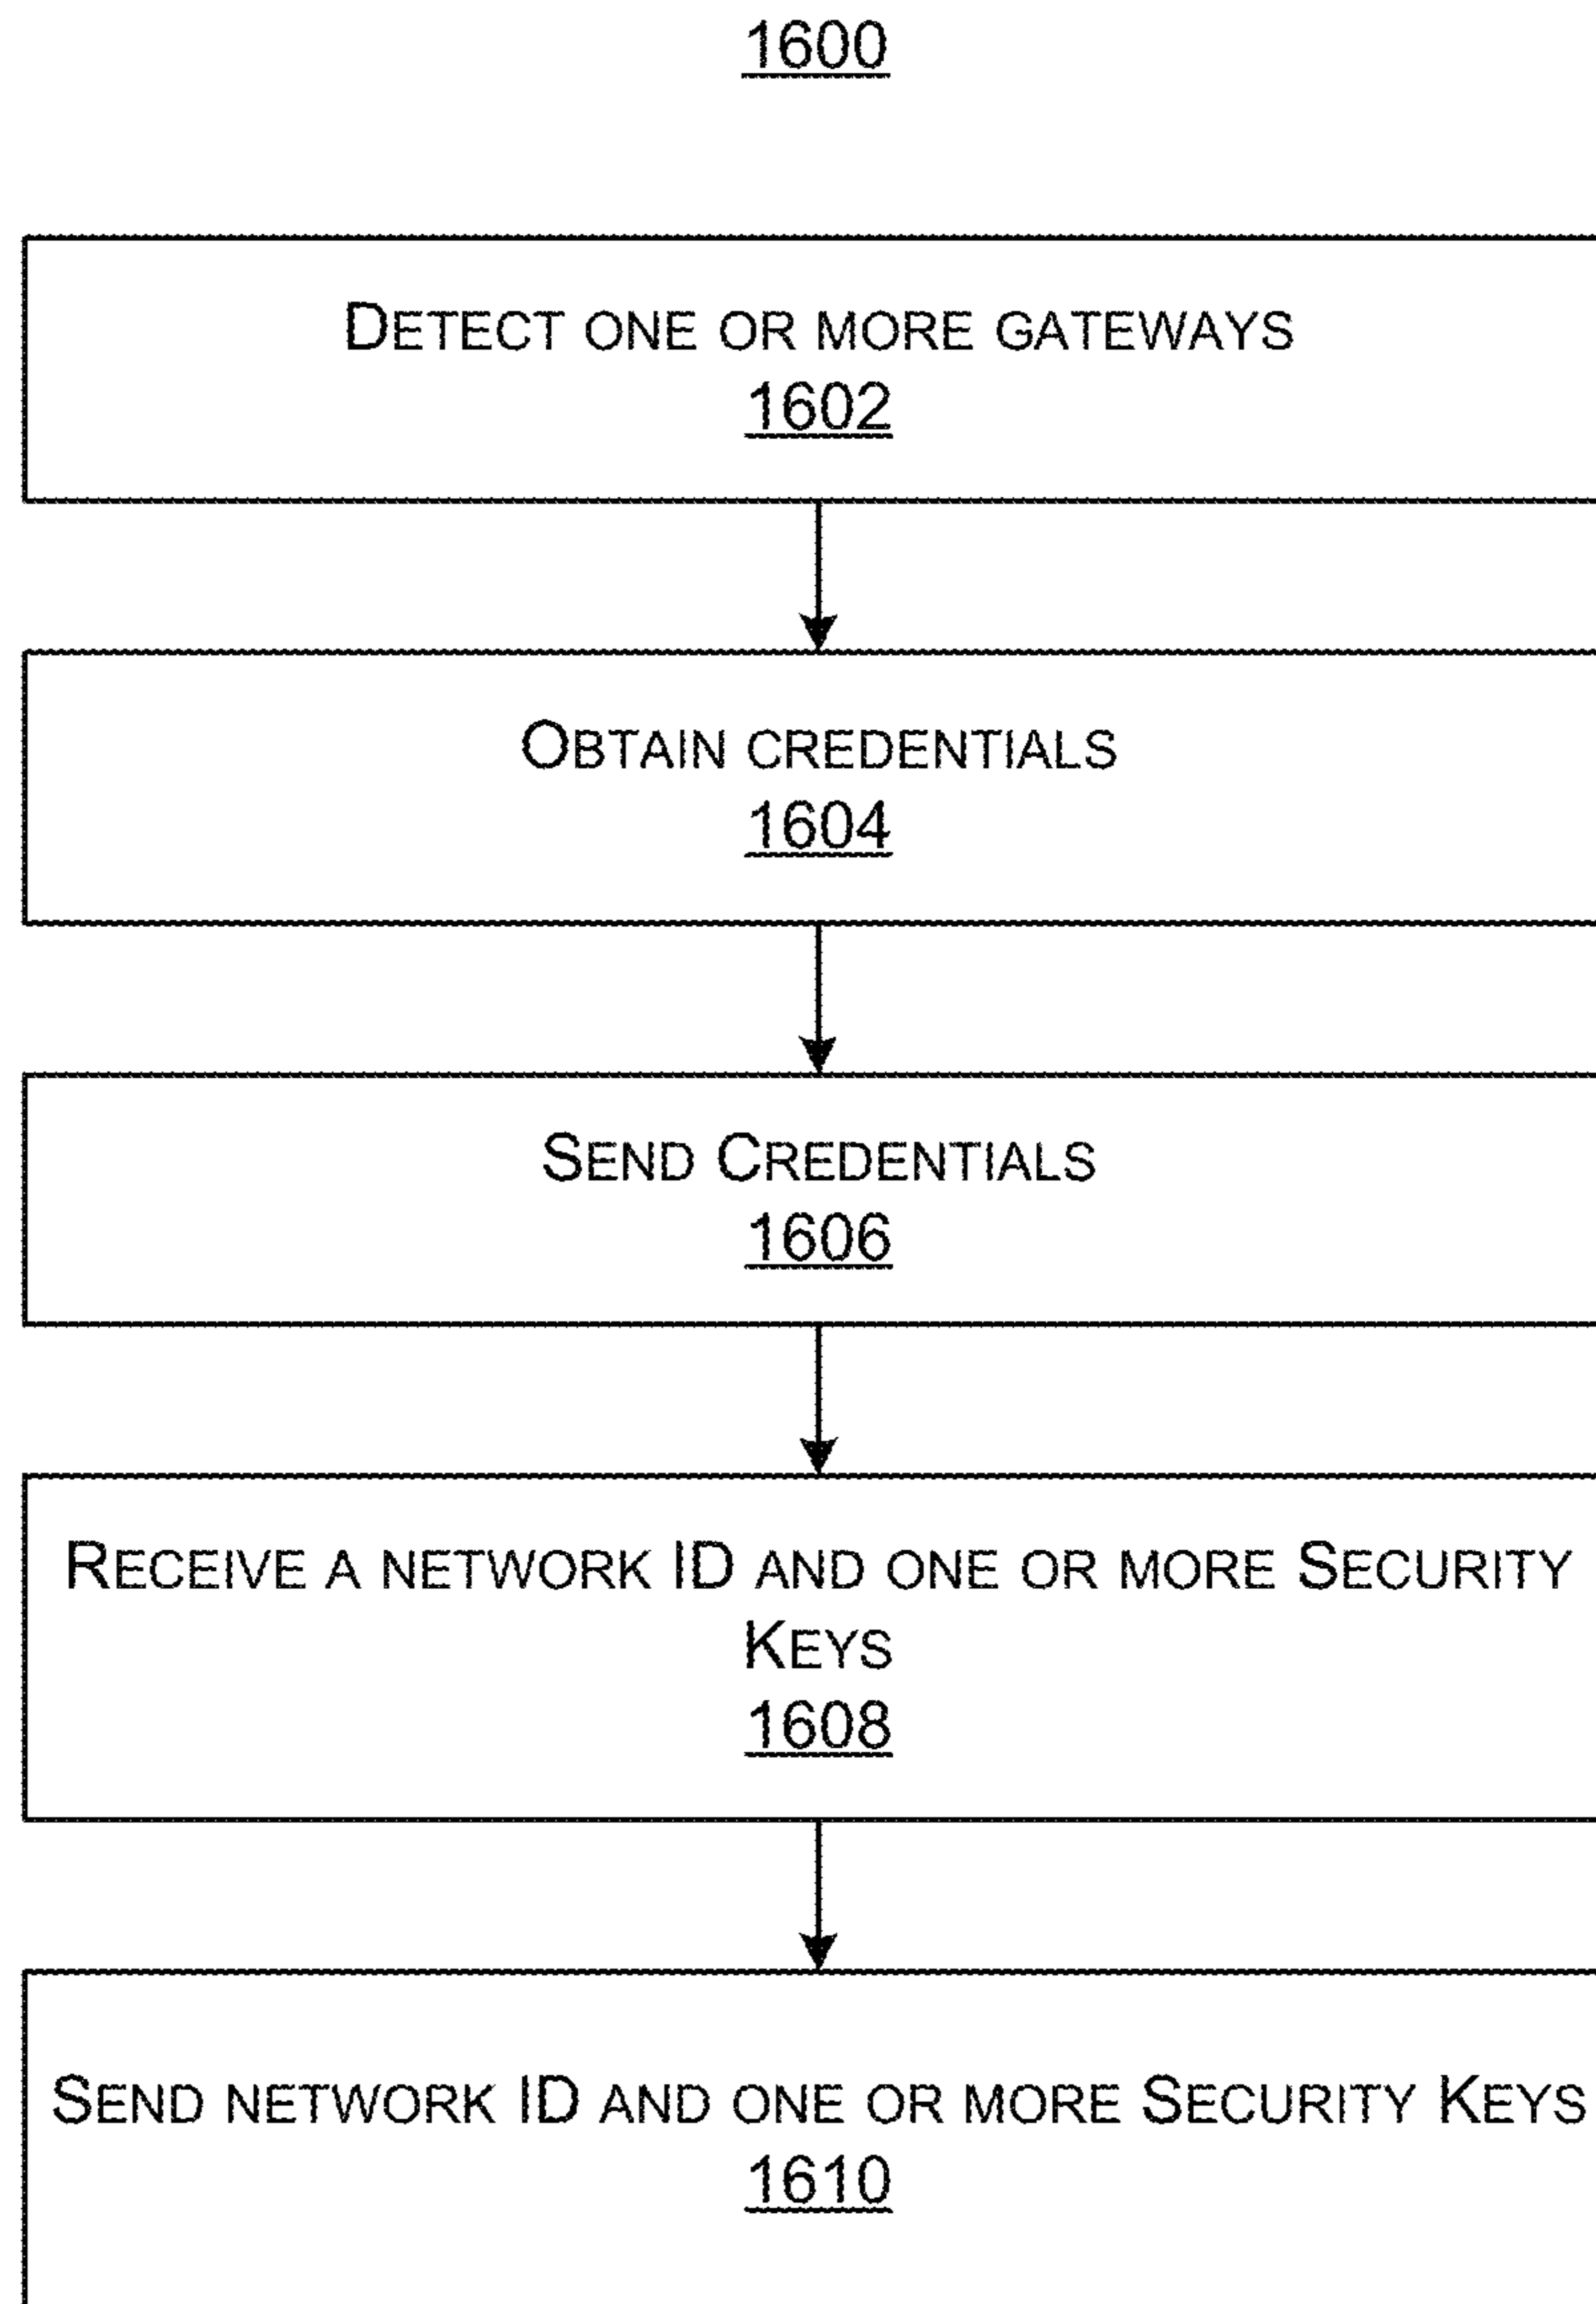 1600
DETECT ONE OR MORE GATEWAYS
1602
OBTAIN CREDENTIALS
1604
SEND CREDENTIALS
1606
RECEIVE A NETWORK ID AND ONE OR MORE SECURITY
KEYS
1608
SEND NETWORK ID AND ONE OR MORE SECURITY KEYS
1610